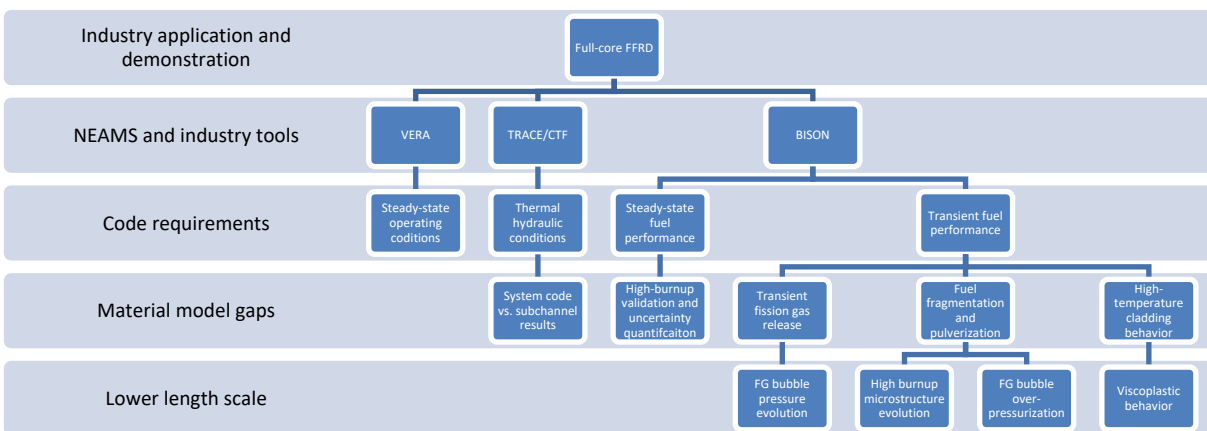 Industry application and
demonstration
Full-core FFRD
NEAMS and industry tools
VERA
TRACE/CTF
BISON
Code requirements
Steady-state
operating
coditions
Thermal
hydraulic
conditions
Steady-state
fuel
performance
Transient fuel
performance
Material model gaps
System code
vs. subchannel
results
High-burnup
validation and
uncertainty
quantifcaiton
Transient
fission gas
release
Fuel
fragmentation
and
pulverization
High-
temperature
cladding
behavior
Lower length scale
FG bubble
pressure
evolution
High burnup
microstructure
evolution
FG bubble
over-
pressurization
Viscoplastic
behavior